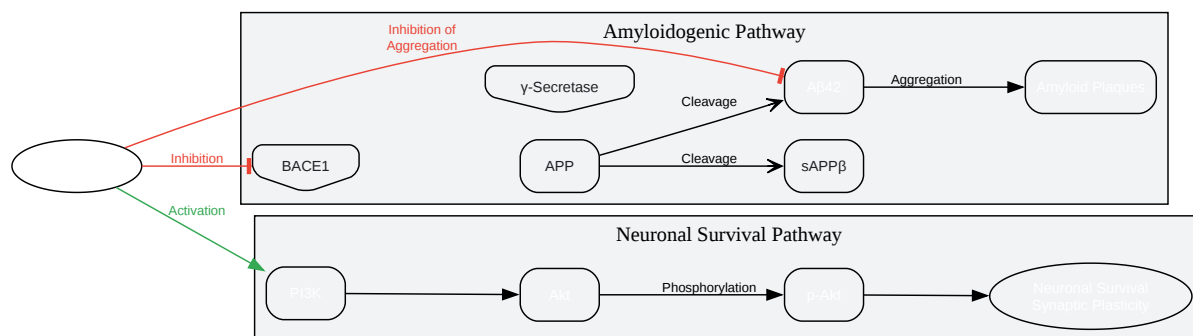 Inhibition of
Aggregation
Amyloidogenic Pathway
γ-Secretase
Aβ42
Aggregation
Amyloid Plaques
Cleavage
Inhibition
BACE1
APP
Cleavage
sAPPβ
Activation
Neuronal Survival Pathway
PI3K
Akt
Phosphorylation
p-Akt
Neuronal Survival
Synaptic Plasticity